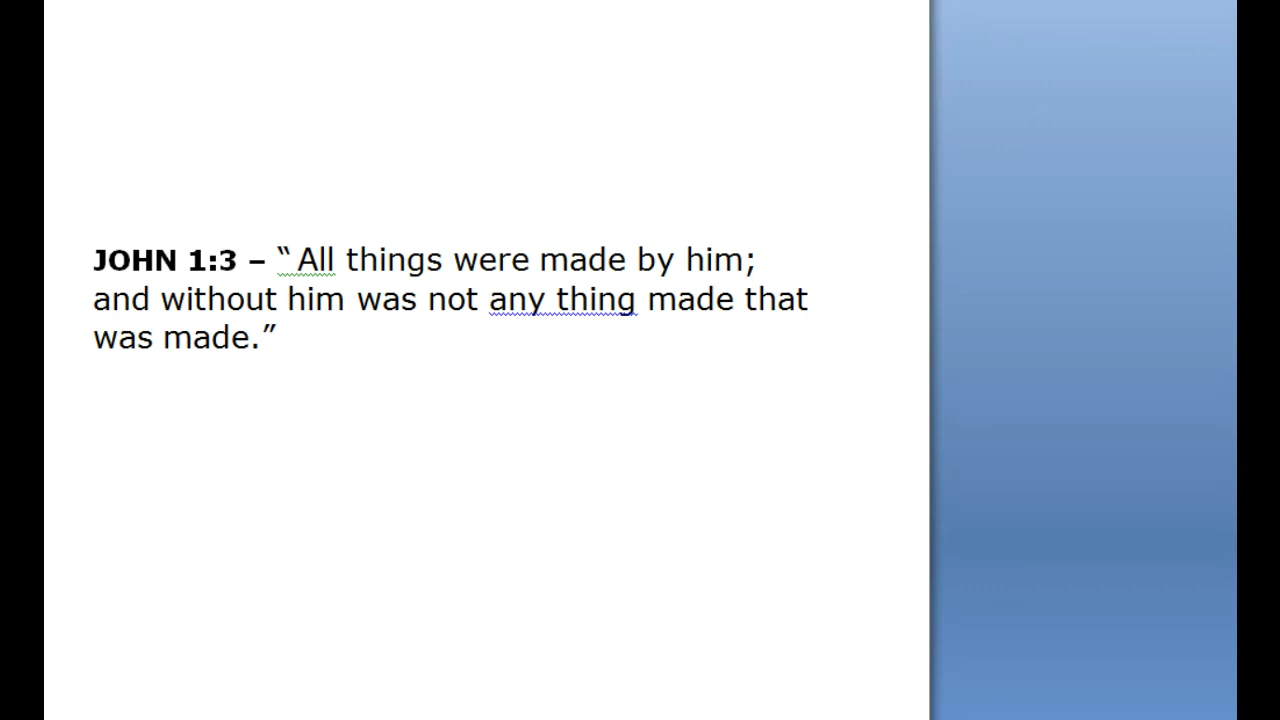 JOHN 1:3 – “ All things were made by him;
and without him was not any thing made that
was made.”